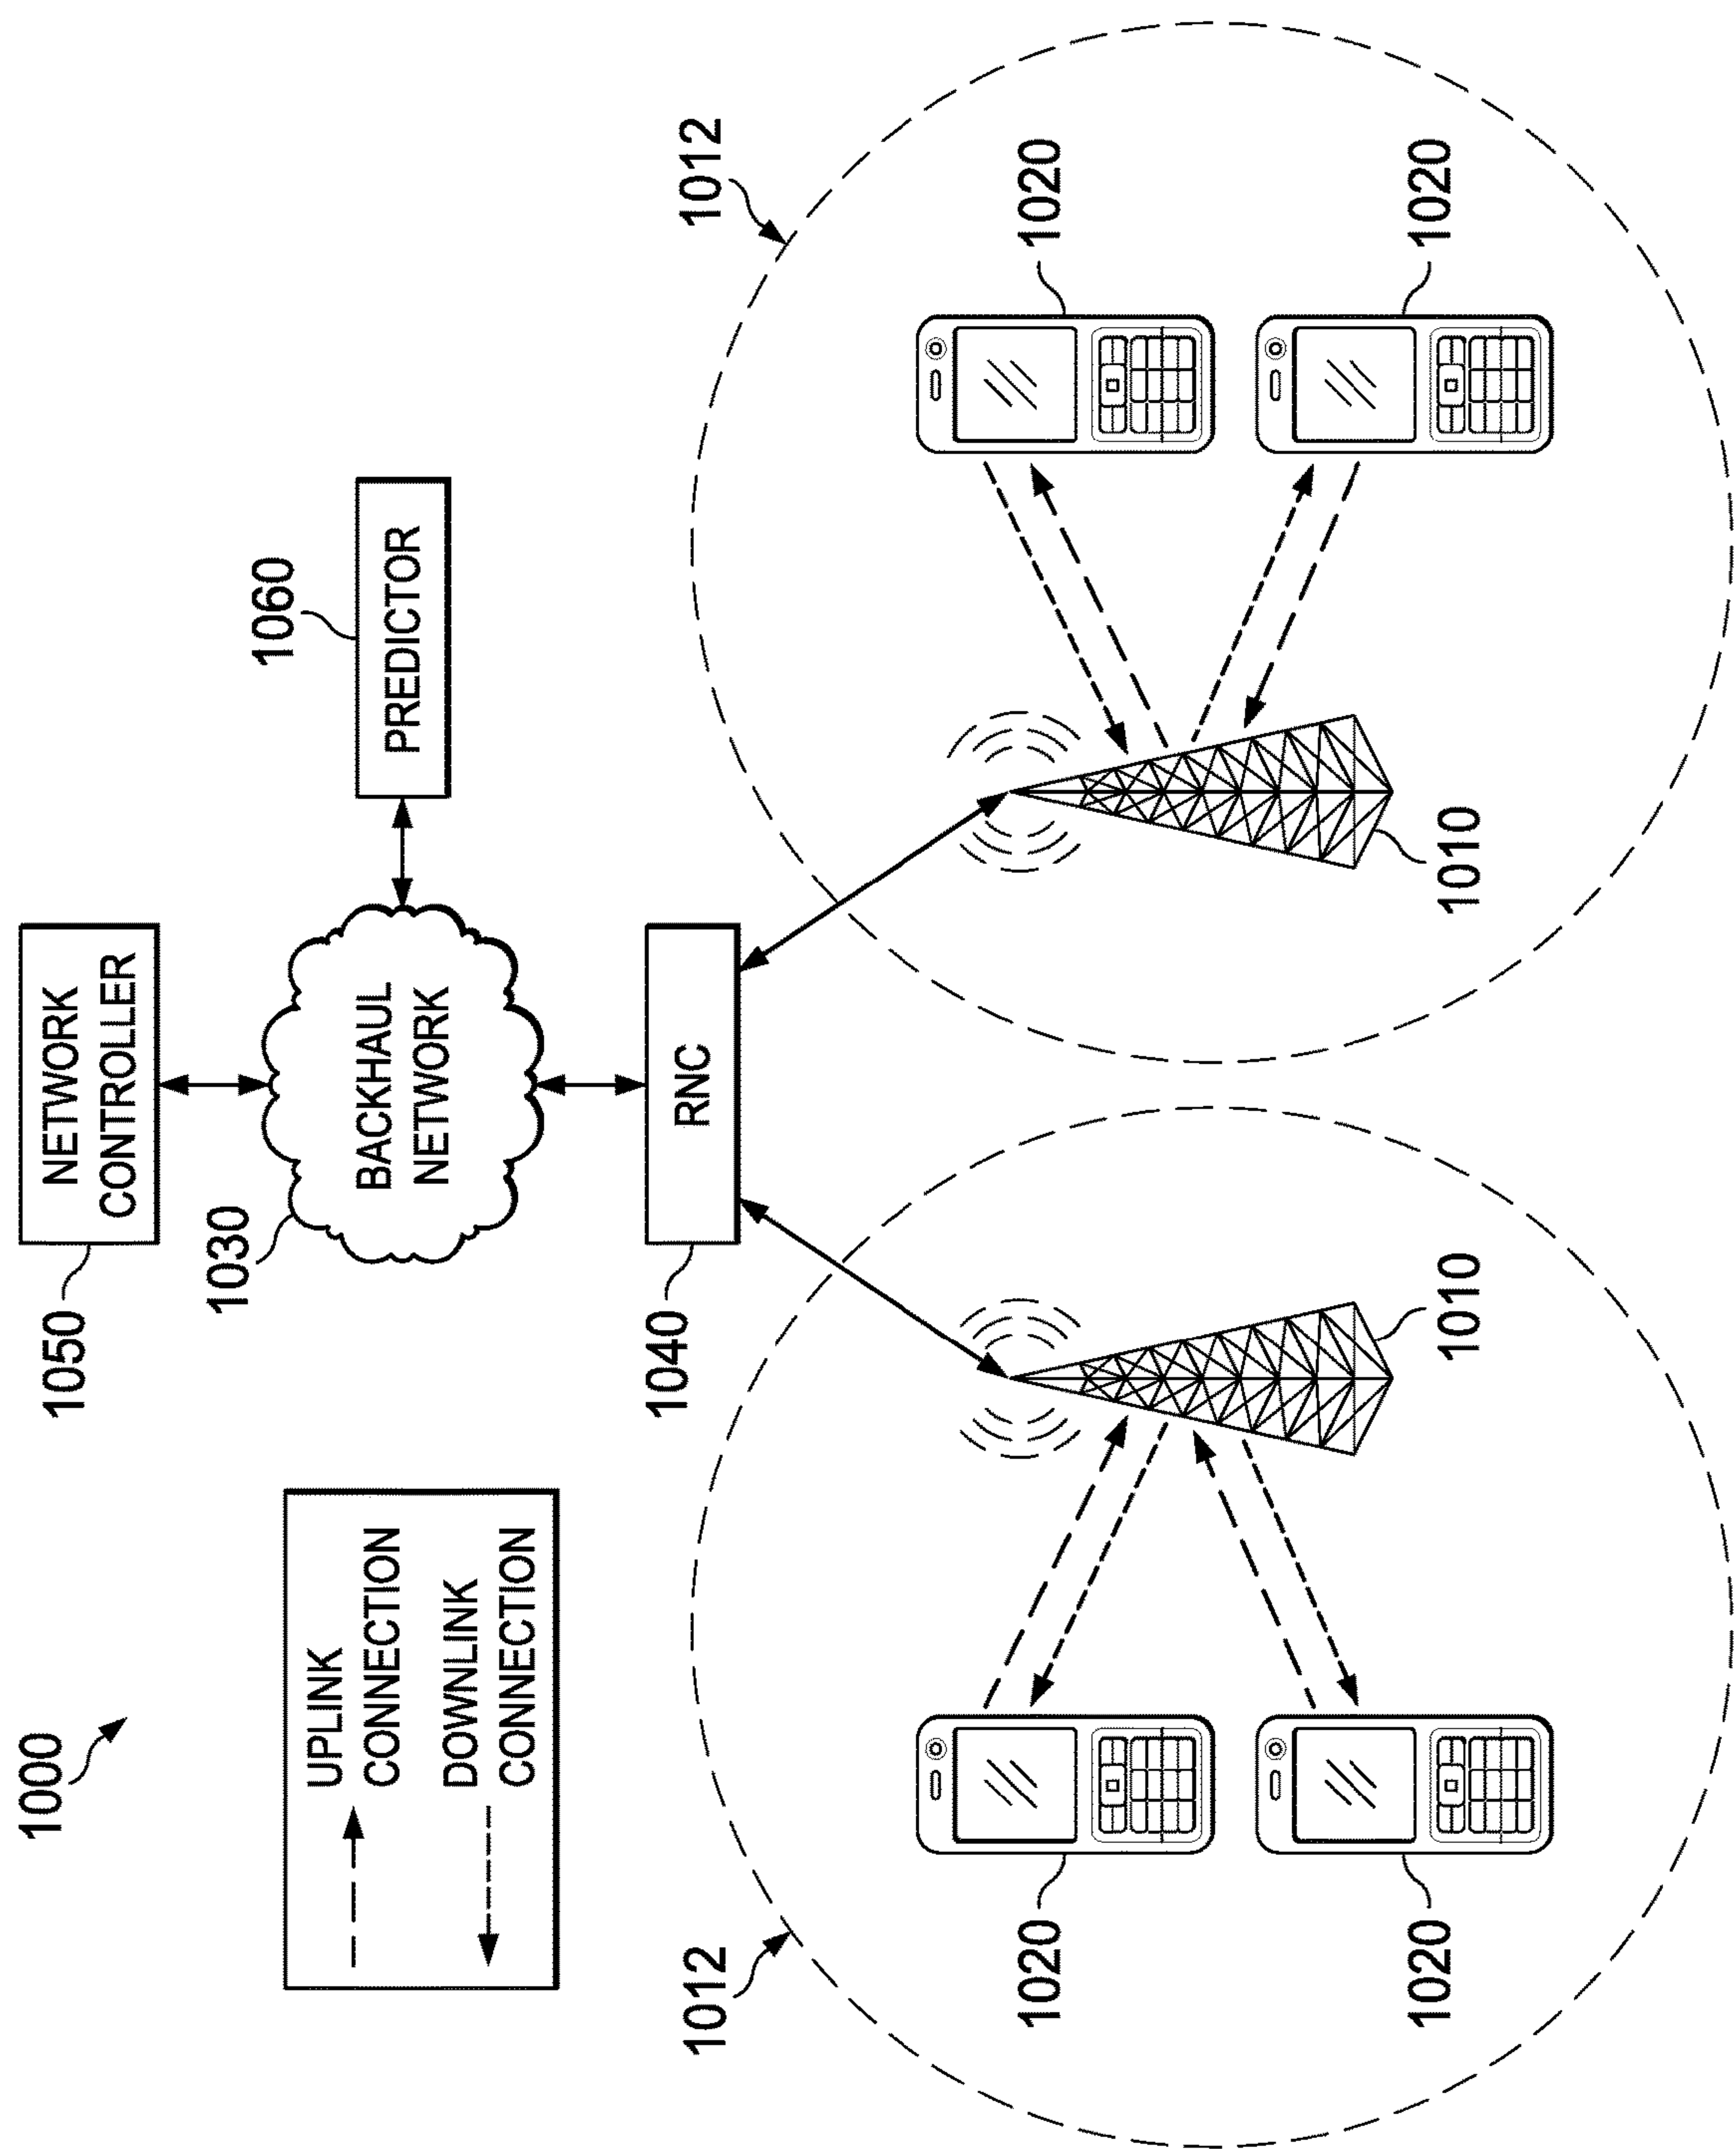 1000
UPLINK
CONNECTION
DOWNLINK
CONNECTION
1050
NETWORK
CONTROLLER
1030
BACKHAUL
NETWORK
1060
PREDICTOR
1040
RNC
1012
1012
1020
1020
1010
1010
1020
1020